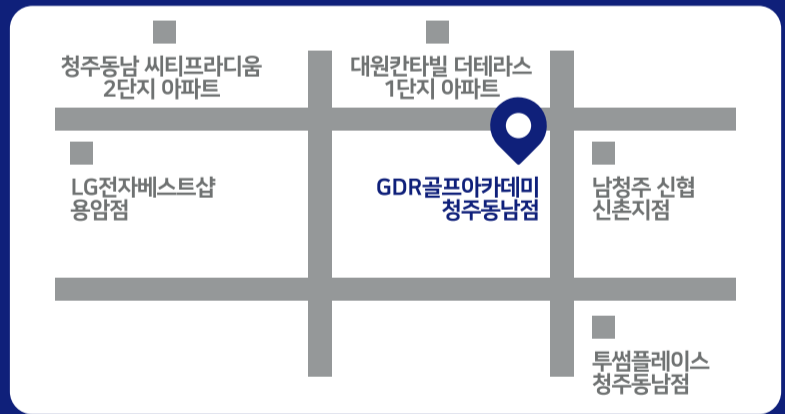 청주동남 씨티프라디움
2단지 아파트
대원칸타빌 더테라스
1단지 아파트
LG전자베스트샵
용암점
GDR골프아카데미
청주동남점
남청주 신협
신촌지점
투썸플레이스
청주동남점